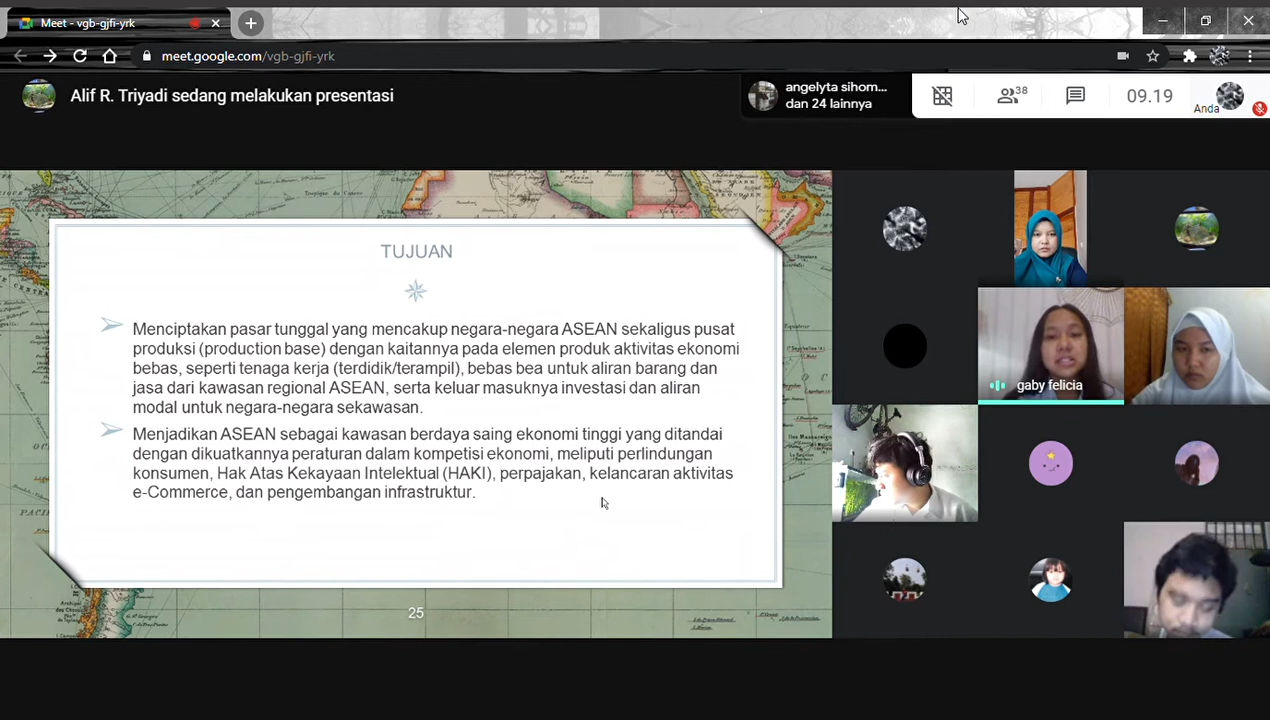 Meet - vgb-gjfi-yrk
meet.google.com/vgb-gjfi-yrk
Alif R. Triyadi sedang melakukan presentasi
angelyta sihom...
dan 24 lainnya
38
09.19
Anda
TUJUAN
Menciptakan pasar tunggal yang mencakup negara-negara ASEAN sekaligus pusat
produksi (production base) dengan kaitannya pada elemen produk aktivitas ekonomi
bebas, seperti tenaga kerja (terdidik/terampil), bebas bea untuk aliran barang dan
jasa dari kawasan regional ASEAN, serta keluar masuknya investasi dan aliran
modal untuk negara-negara sekawasan.
Menjadikan ASEAN sebagai kawasan berdaya saing ekonomi tinggi yang ditandai
dengan dikuatkannya peraturan dalam kompetisi ekonomi, meliputi perlindungan
konsumen, Hak Atas Kekayaan Intelektual (HAKI), perpajakan, kelancaran aktivitas
e-Commerce, dan pengembangan infrastruktur.
25
gaby felicia